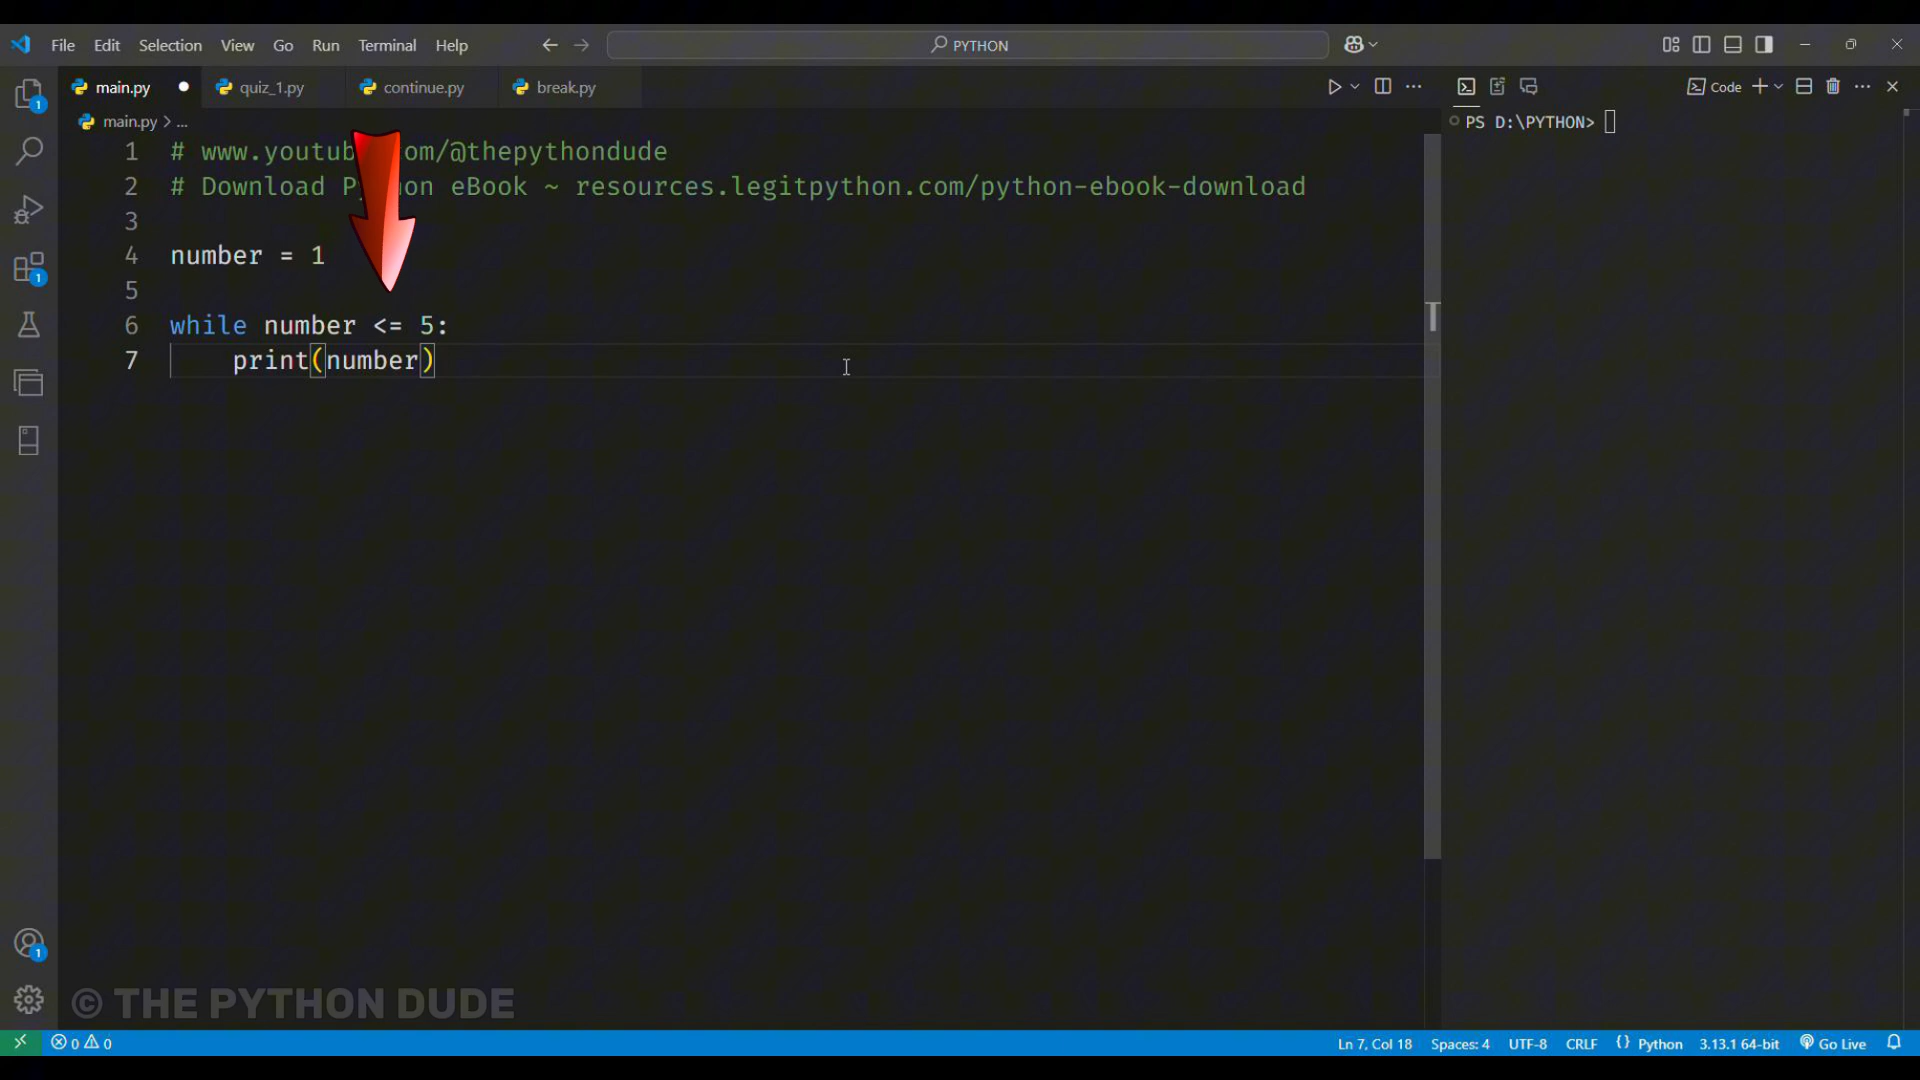 File Edit Selection View Go Run Terminal Help PYTHON
main.py quiz_1.py continue.py break.py Code
main.py > ...
PS D:\PYTHON>
1 # www.youtub om/@thepythondude
2 # Download P on eBook ~ resources.legitpython.com/python-ebook-download
3
4 number = 1
5
6 while number <= 5:
7 print(number)
1
1
1
© THE PYTHON DUDE
0 0 Ln 7, Col 18 Spaces: 4 UTF-8 CRLF {} Python 3.13.1 64-bit Go Live